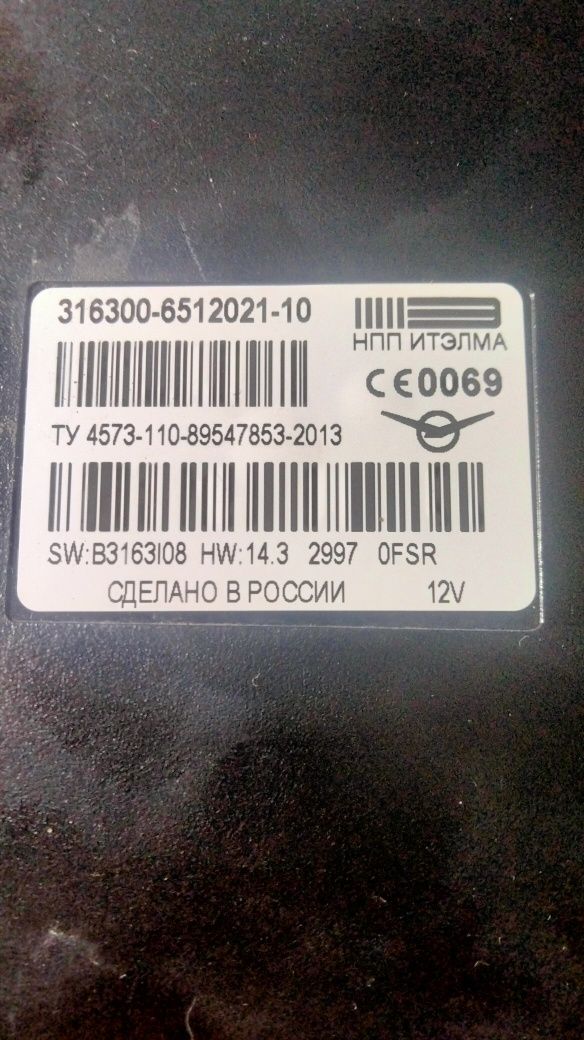 316300-6512021-10
НПП ИТЭЛМА
CE0069
ТУ 4573-110-89547853-2013
SW:B3163I08 HW:14.3 2997 0FSR
СДЕЛАНО В РОССИИ 12V